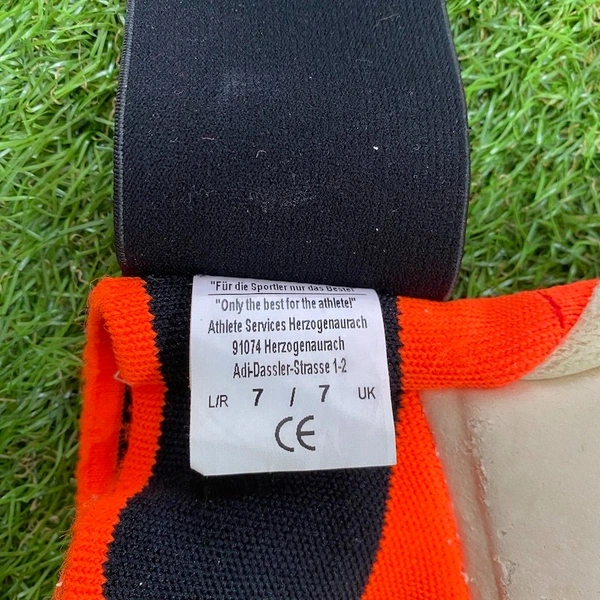 "Für die Sportler nur das Beste!"
"Only the best for the athlete!"
Athlete Services Herzogenaurach
91074 Herzogenaurach
Adi-Dassler-Strasse 1-2
L/R 7 / 7 UK
CE